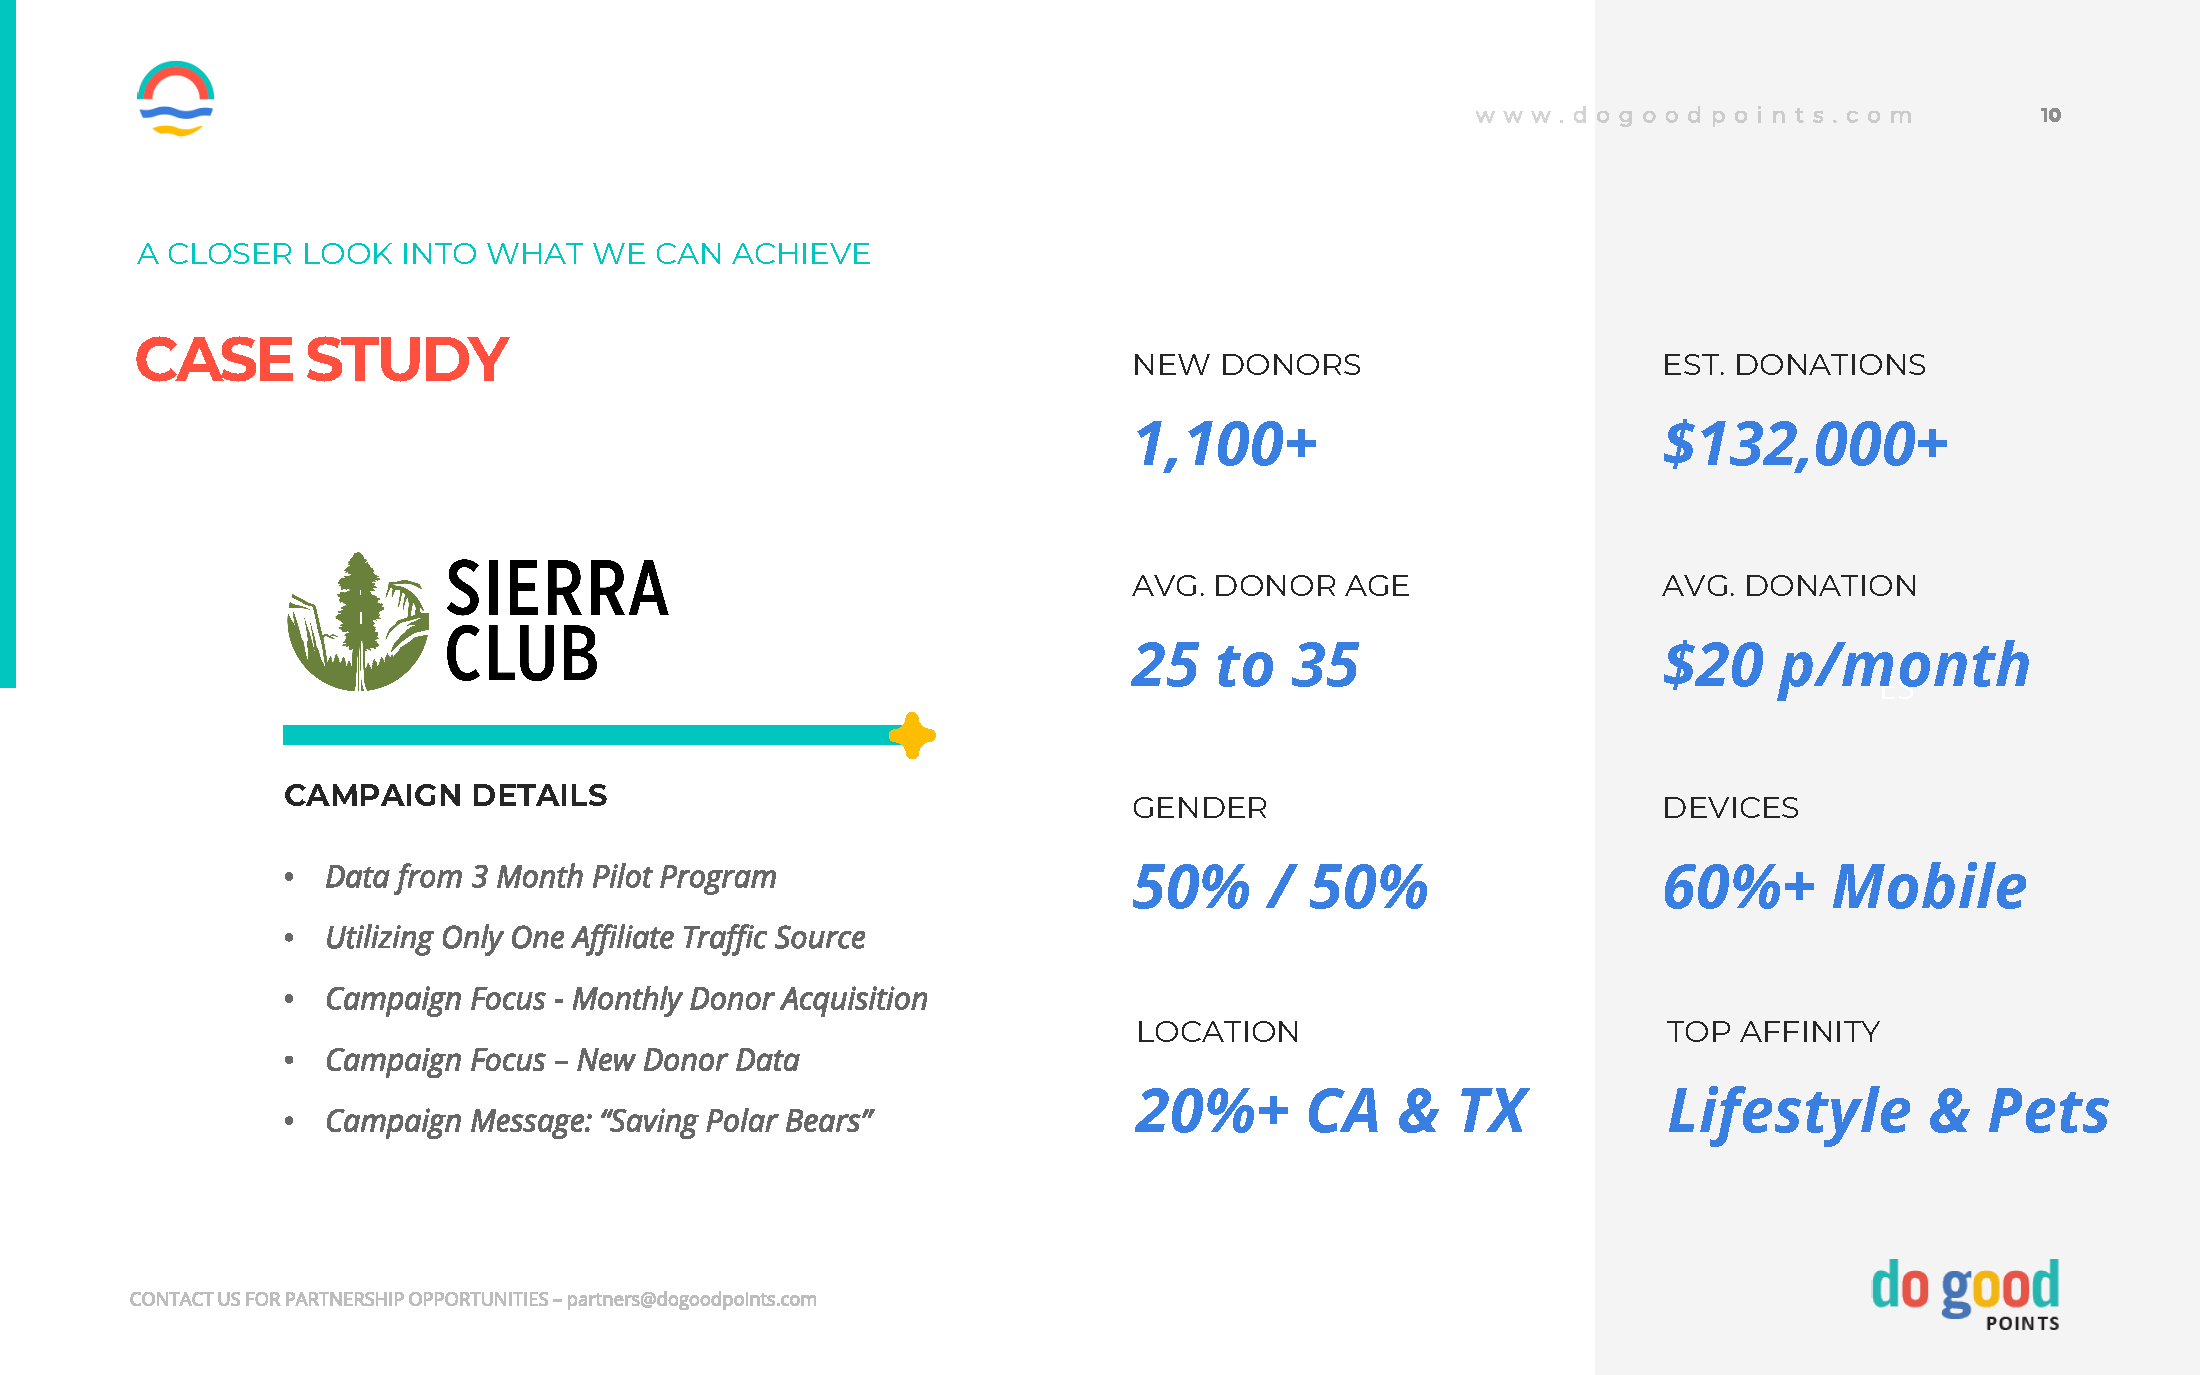 www.dogoodpoints.com
10
A CLOSER LOOK INTO WHAT WE CAN ACHIEVE
CASE STUDY
SIERRA
CLUB
CAMPAIGN DETAILS
• Data from 3 Month Pilot Program
• Utilizing Only One Affiliate Traffic Source
• Campaign Focus - Monthly Donor Acquisition
• Campaign Focus – New Donor Data
• Campaign Message: “Saving Polar Bears”
NEW DONORS
1,100+
EST. DONATIONS
$132,000+
AVG. DONOR AGE
25 to 35
AVG. DONATION
$20 p/month
ES
GENDER
50% / 50%
DEVICES
60%+ Mobile
LOCATION
20%+ CA & TX
TOP AFFINITY
Lifestyle & Pets
CONTACT US FOR PARTNERSHIP OPPORTUNITIES – partners@dogoodpoints.com
do good
POINTS